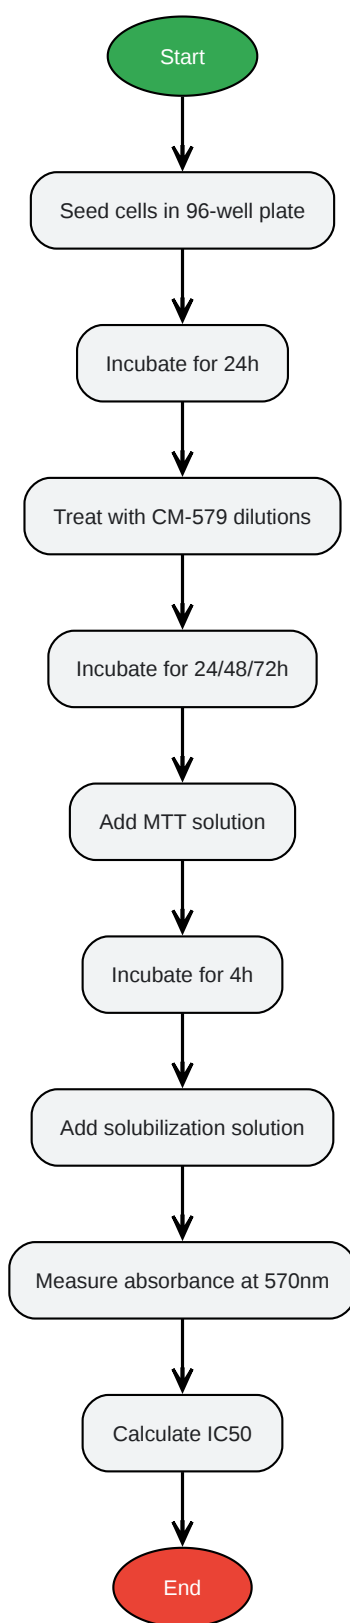 Start
Seed cells in 96-well plate
Incubate for 24h
Treat with CM-579 dilutions
Incubate for 24/48/72h
Add MTT solution
Incubate for 4h
Add solubilization solution
Measure absorbance at 570nm
Calculate IC50
End